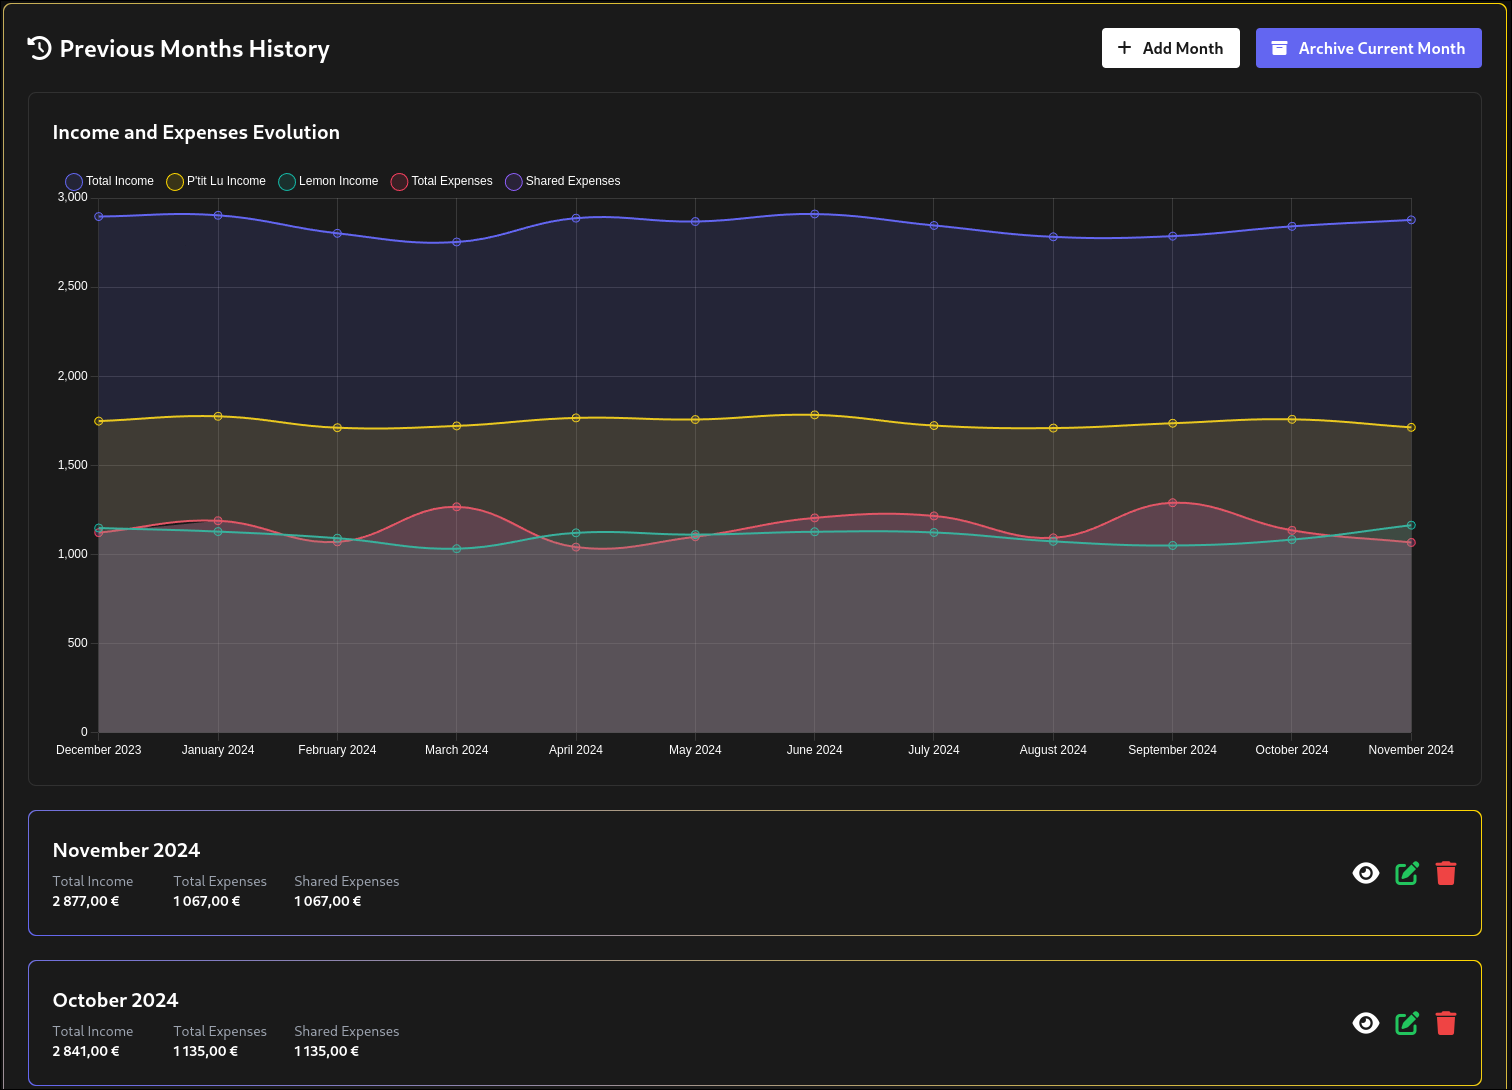 Previous Months History
Add Month
Archive Current Month
Income and Expenses Evolution
Total Income P'tit Lu Income Lemon Income Total Expenses Shared Expenses
3,000
2,500
2,000
1,500
1,000
500
0
December 2023 January 2024 February 2024 March 2024 April 2024 May 2024 June 2024 July 2024 August 2024 September 2024 October 2024 November 2024
November 2024
Total Income Total Expenses Shared Expenses
2 877,00 € 1 067,00 € 1 067,00 €
October 2024
Total Income Total Expenses Shared Expenses
2 841,00 € 1 135,00 € 1 135,00 €